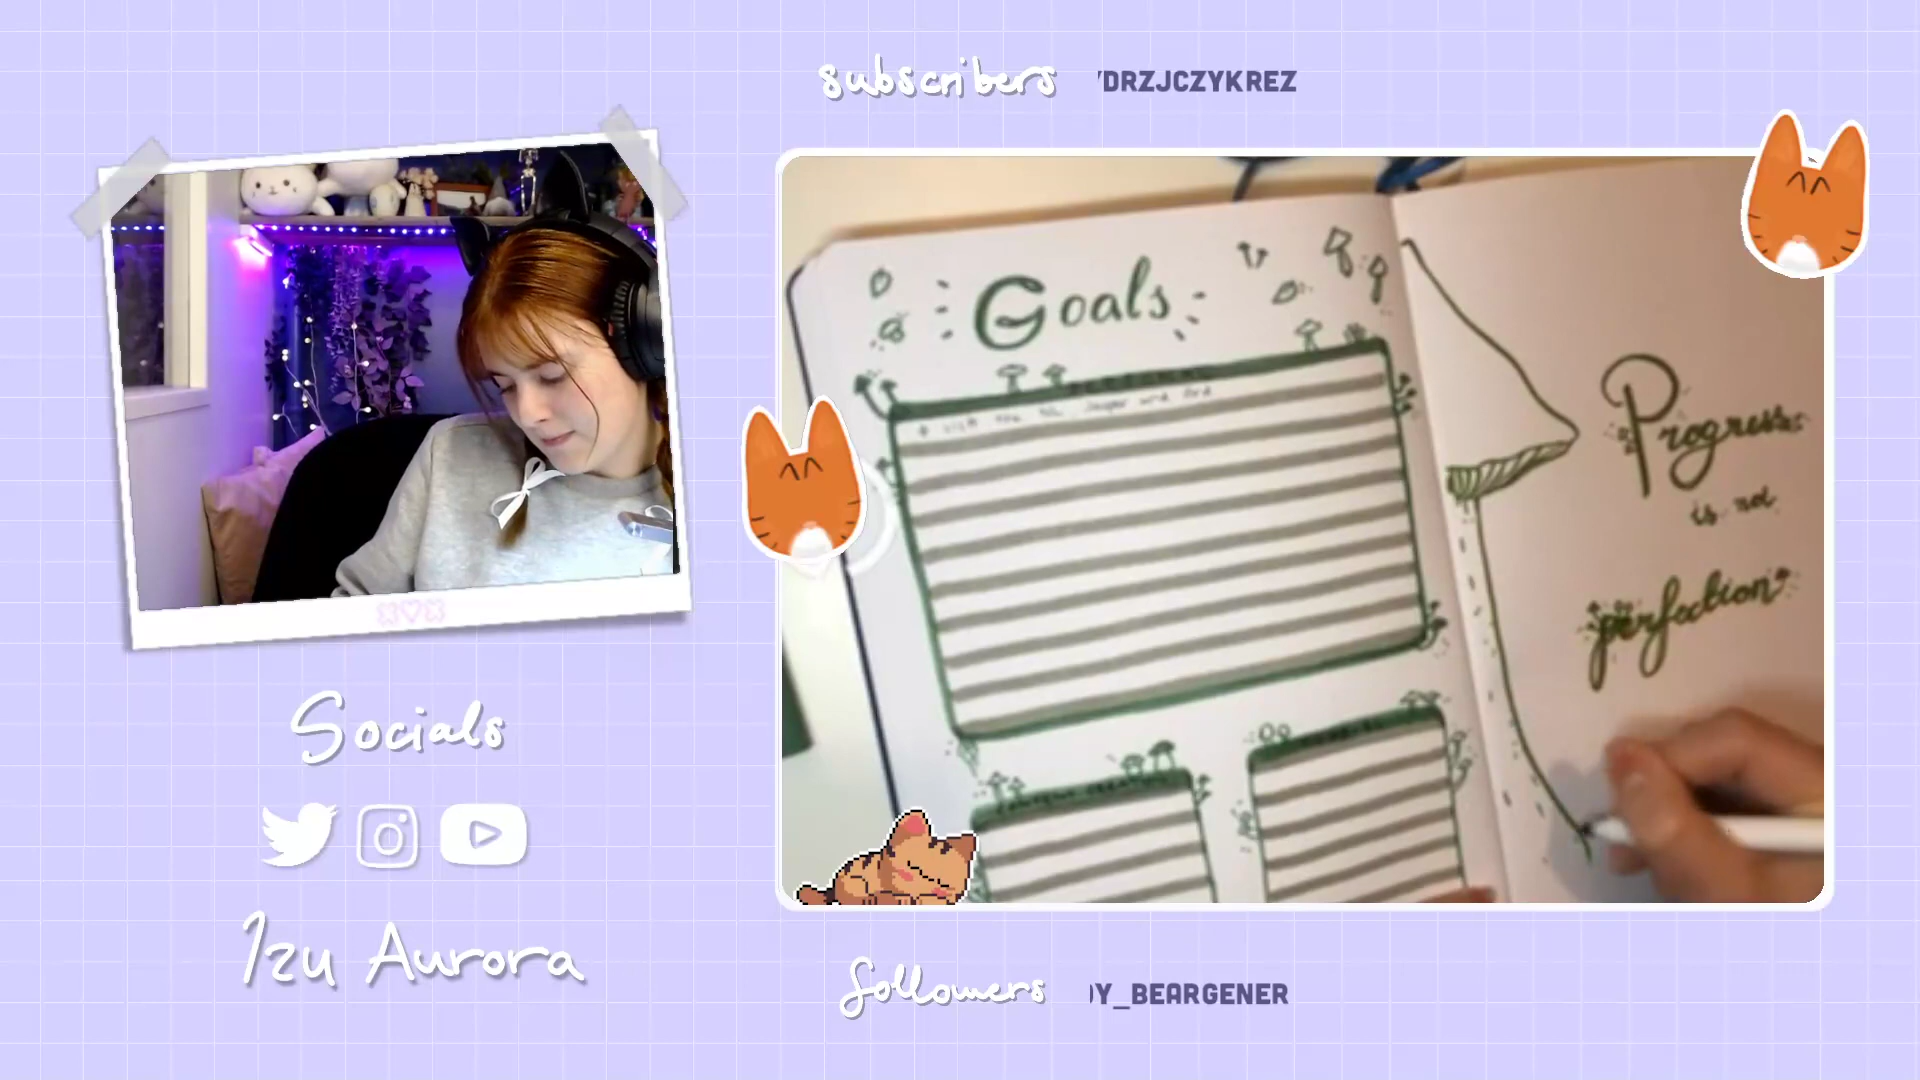 subscribers
DRZJCZYKREZ
Goals
Progress
is not
perfection
Socials
Izu Aurora
followers
Y_BEARGENER